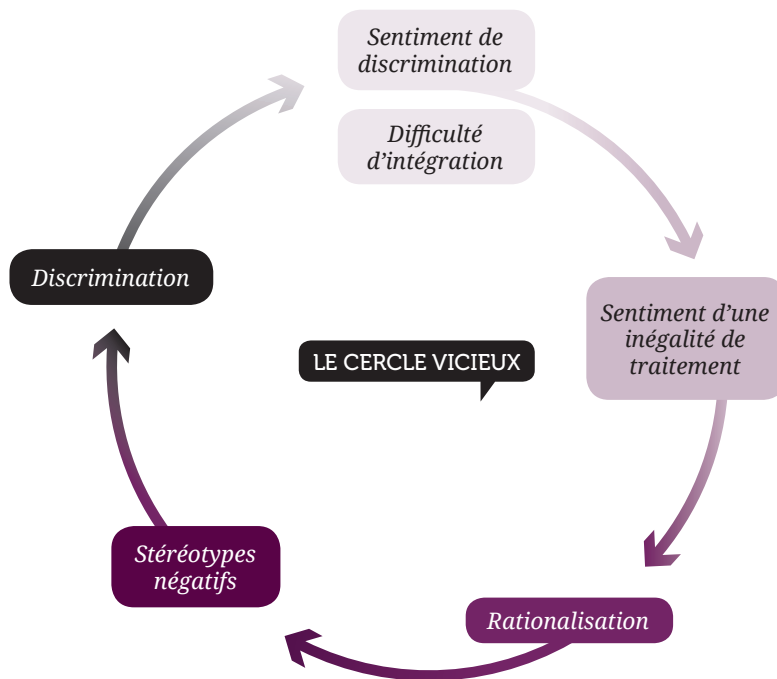 Sentiment de
discrimination
Difficulté
d’intégration
Discrimination
Sentiment d’une
inégalité de
traitement
LE CERCLE VICIEUX
Stéréotypes
négatifs
Rationalisation